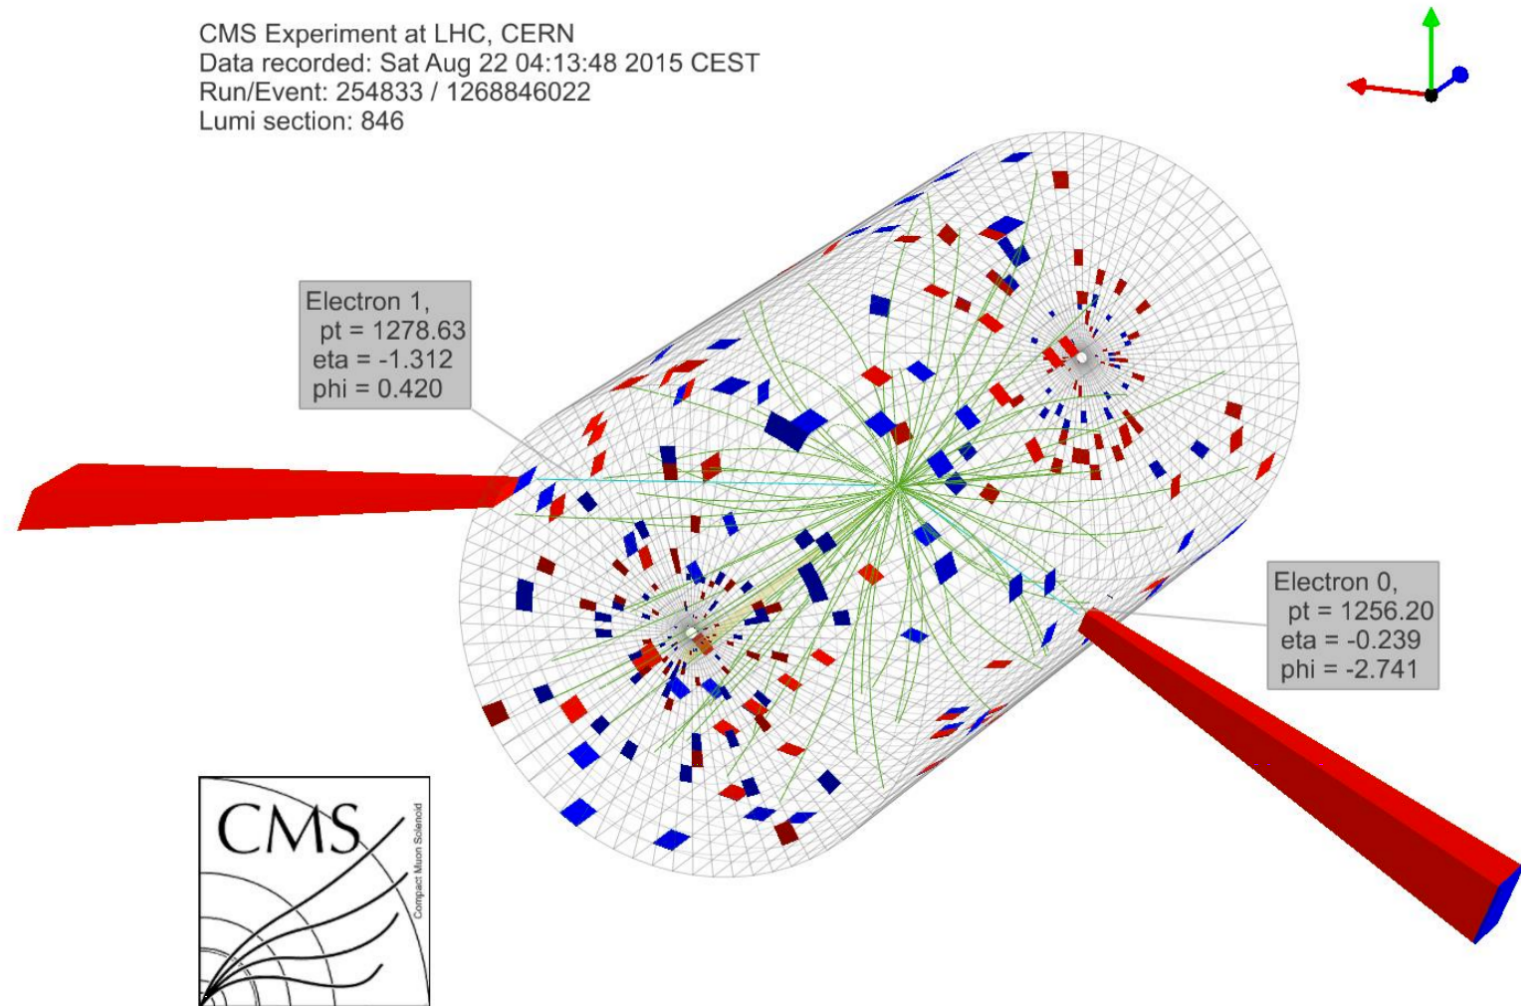 CMS Experiment at LHC, CERN
Data recorded: Sat Aug 22 04:13:48 2015 CEST
Run/Event: 254833 / 1268846022
Lumi section: 846
Electron 1,
pt = 1278.63
eta = -1.312
phi = 0.420
Electron 0,
pt = 1256.20
eta = -0.239
phi = -2.741
CMS
Compact Muon Solenoid